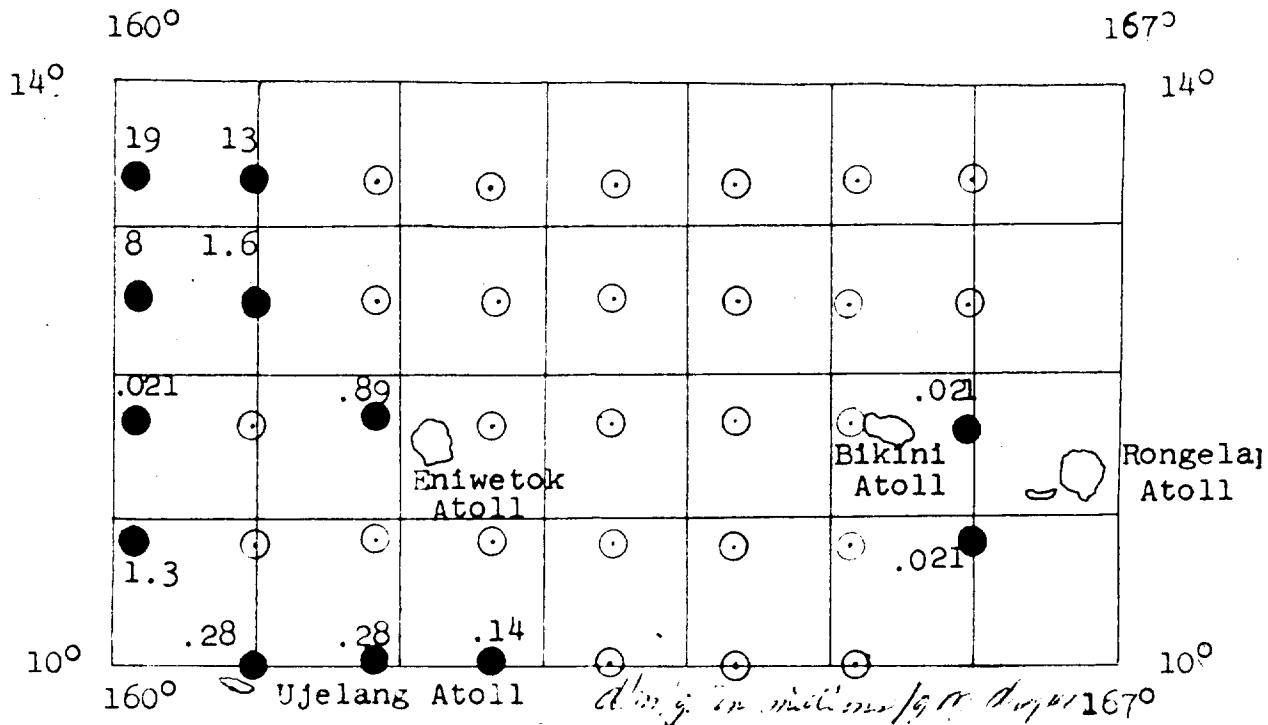 160° 167°
14° 14°
19 13
8 1.6
.021 .89 .021
Eniwetok
Atoll
Bikini
Atoll
Rongelap
Atoll
1.3 .021
.28 .28 .14
10° 10°
160° Ujelang Atoll 167°